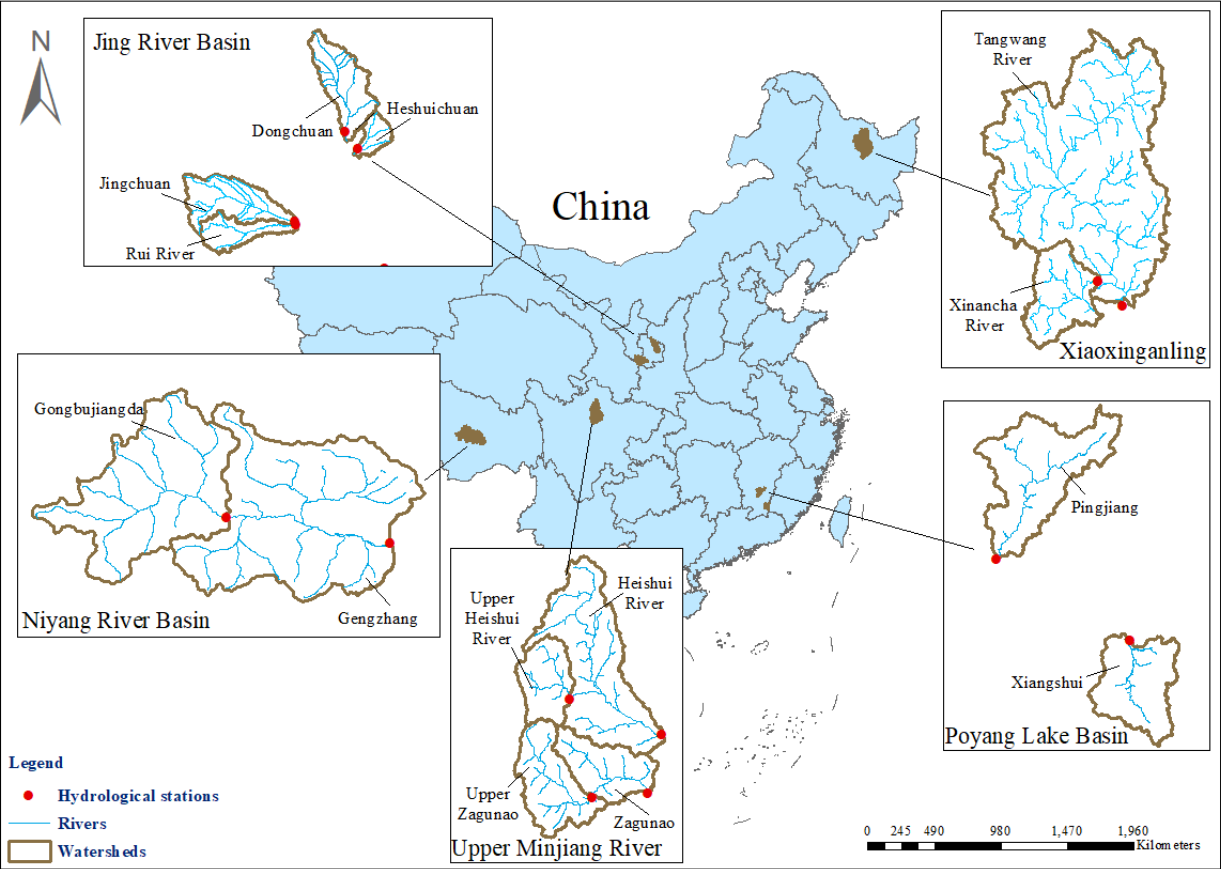 N
Jing River Basin
Heshuichuan
Dongchuan
Jingchuan
Rui River
China
Tangwang
River
Xinancha
River
Xiaoxinganling
Gongbujiangda
Gengzhang
Niyang River Basin
Heishui
River
Upper
Heishui
River
Upper
Zagunao
Zagunao
Upper Minjiang River
Pingjiang
Xiangshui
Poyang Lake Basin
Legend
Hydrological stations
Rivers
Watersheds
0 245 490 980 1,470 1,960
Kilometers